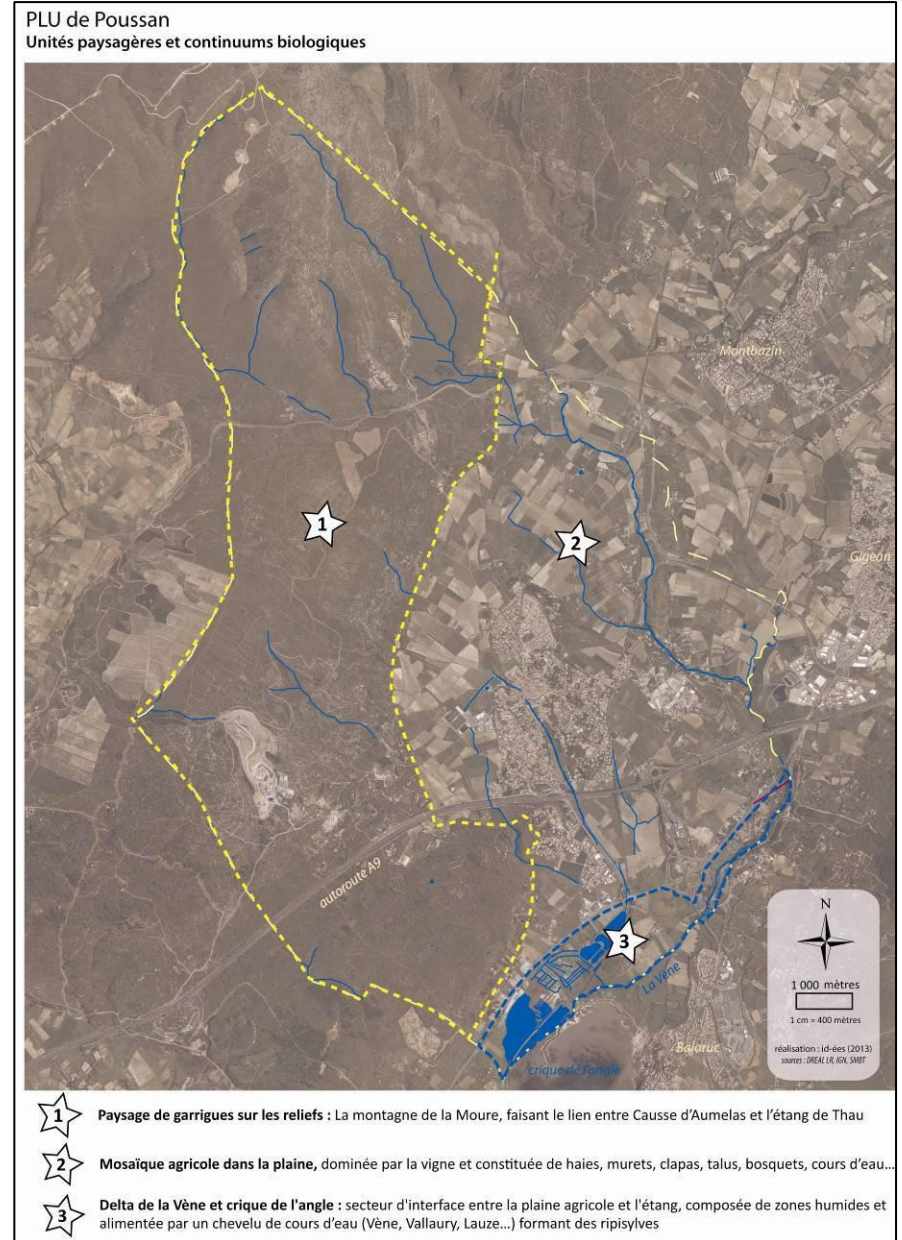 PLU de Poussan
Unités paysagères et continuums biologiques
Montbazin
1
2
Gigean
autoroute A9
3
La Vène
Balaruc
crique de l'angle
N
1 000 mètres
1 cm = 400 mètres
réalisation : id-ées (2013)
sources : DREAL LR, IGN, SMBT
1 Paysage de garrigues sur les reliefs : La montagne de la Moure, faisant le lien entre Causse d'Aumelas et l'étang de Thau
2 Mosaïque agricole dans la plaine, dominée par la vigne et constituée de haies, murets, clapas, talus, bosquets, cours d'eau...
3 Delta de la Vène et crique de l'angle : secteur d'interface entre la plaine agricole et l'étang, composée de zones humides et
alimentée par un chevelu de cours d'eau (Vène, Vallaury, Lauze...) formant des ripisylves